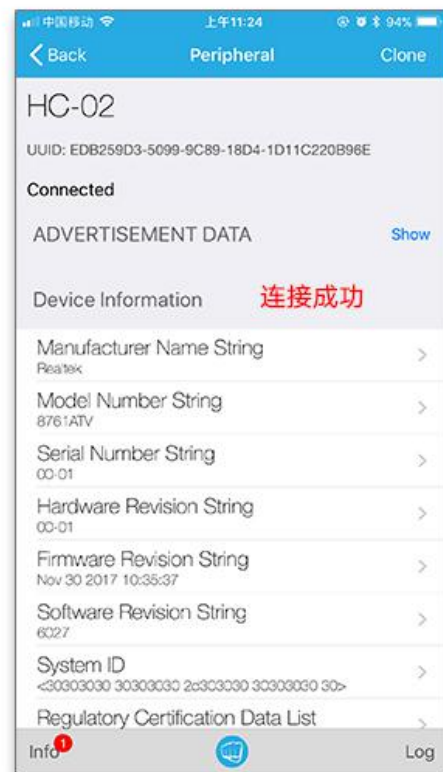 中国移动 上午11:24 94%
Back Peripheral Clone
HC-02
UUID: EDB259D3-5099-9C89-18D4-1D11C220B96E
Connected
ADVERTISEMENT DATA Show
Device Information 连接成功
Manufacturer Name String
Realtek
Model Number String
8761ATV
Serial Number String
00-01
Hardware Revision String
00-01
Firmware Revision String
Nov 30 2017 10:35:37
Software Revision String
6027
System ID
<30303030 30303030 2d303030 30303030 30>
Regulatory Certification Data List
Info 1 Log